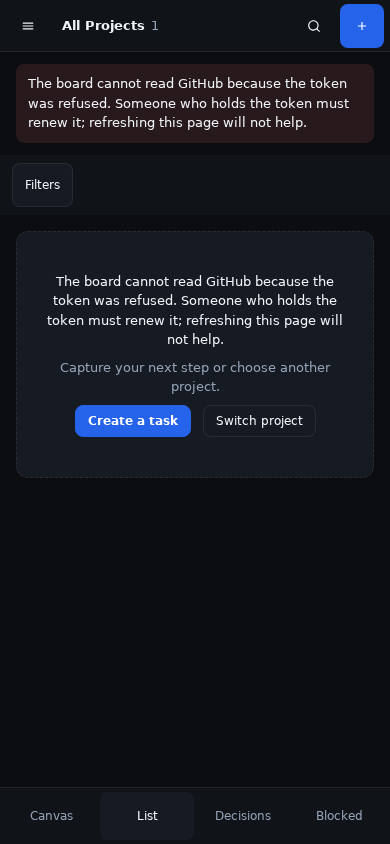 All Projects 1
The board cannot read GitHub because the token
was refused. Someone who holds the token must
renew it; refreshing this page will not help.
Filters
The board cannot read GitHub because the
token was refused. Someone who holds the
token must renew it; refreshing this page will
not help.
Capture your next step or choose another
project.
Create a task Switch project
Canvas List Decisions Blocked